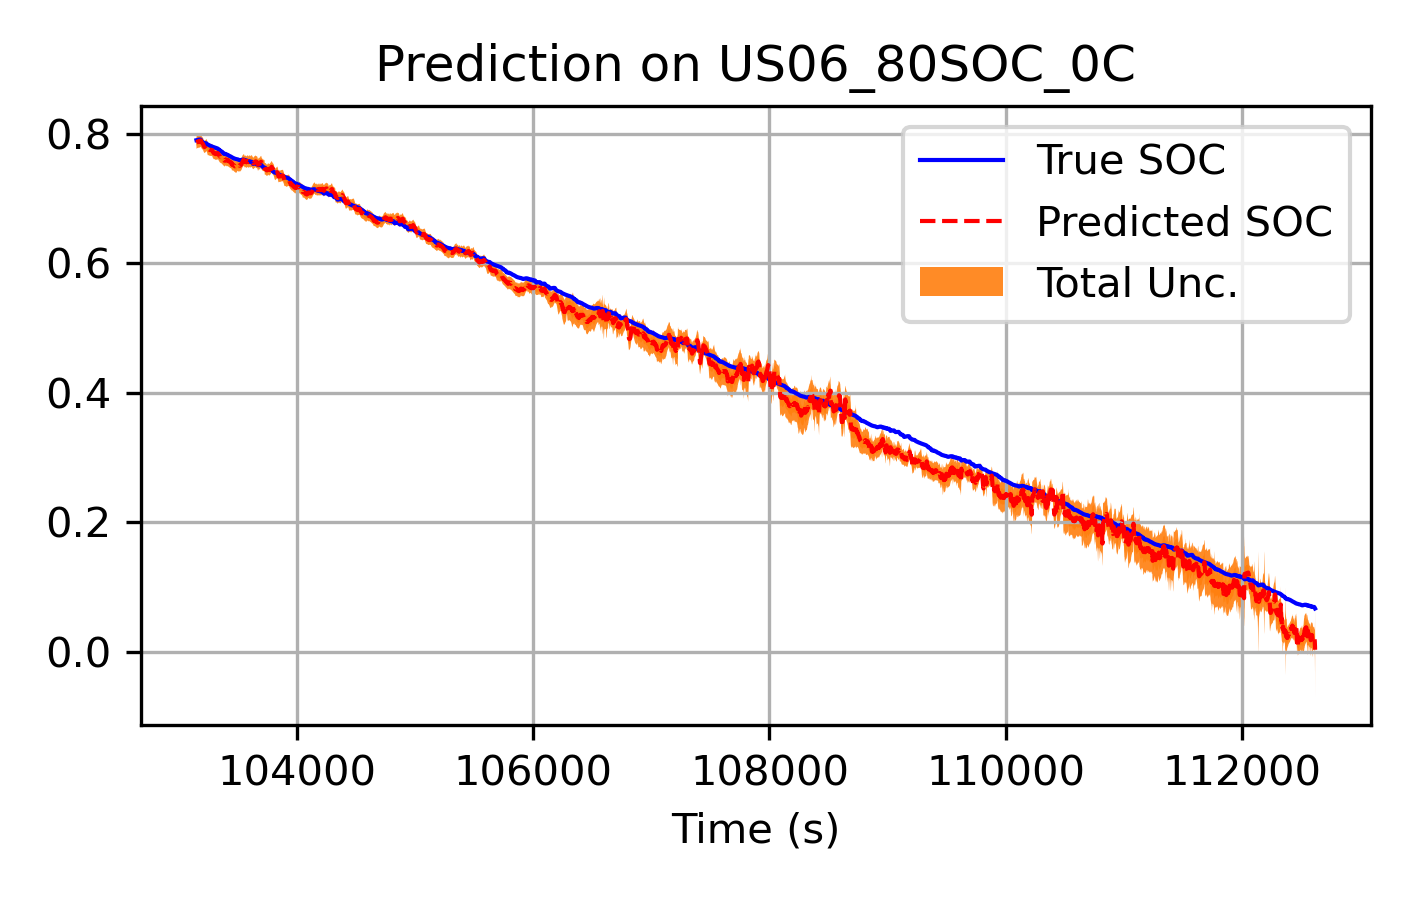 Prediction on US06_80SOC_0C
True SOC
Predicted SOC
Total Unc.
0.8
0.6
0.4
0.2
0.0
104000 106000 108000 110000 112000
Time (s)